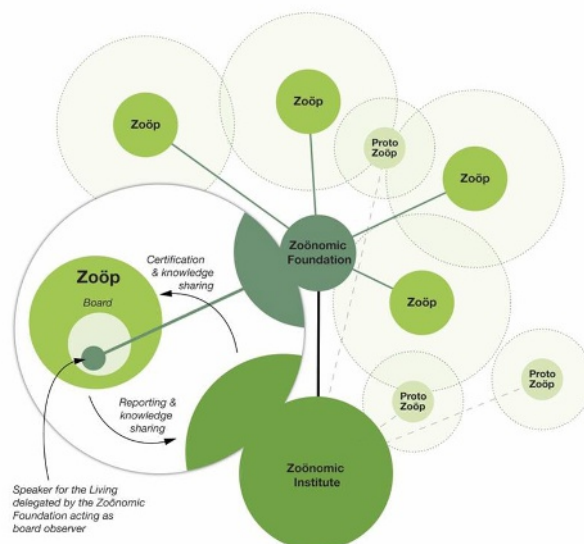 Zoöp
Zoöp
Proto
Zoöp
Zoöp
Zoönomic
Foundation
Certification
& knowledge
sharing
Zoöp
Board
Zoöp
Proto
Zoöp
Proto
Zoöp
Reporting &
knowledge
sharing
Zoönomic
Institute
Speaker for the Living
delegated by the Zoönomic
Foundation acting as
board observer